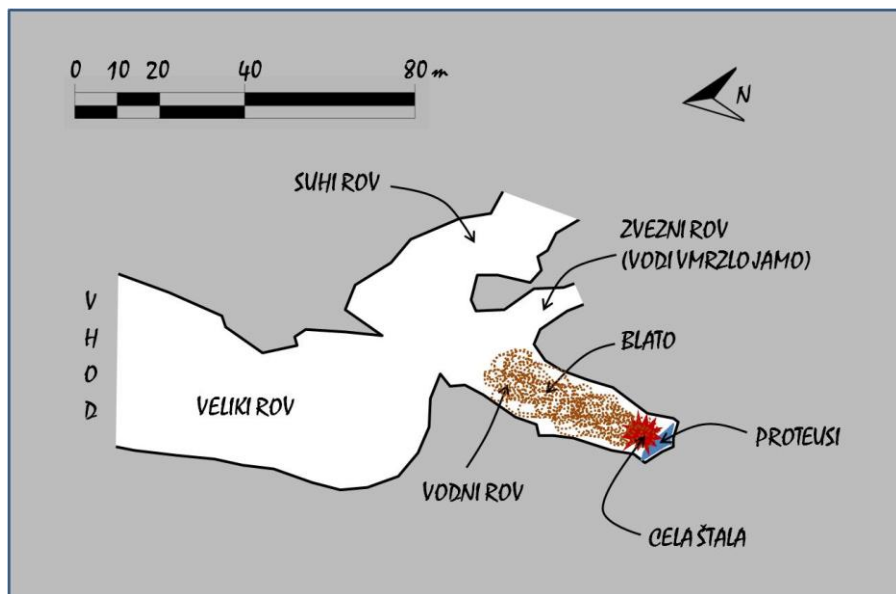 0 10 20 40 80 m
N
SUHI ROV
ZVEZNI ROV
(VODI V MRZLO JAMO)
VHOD
BLATO
VELIKI ROV
PROTEUSI
VODNI ROV
CELA ŠTALA